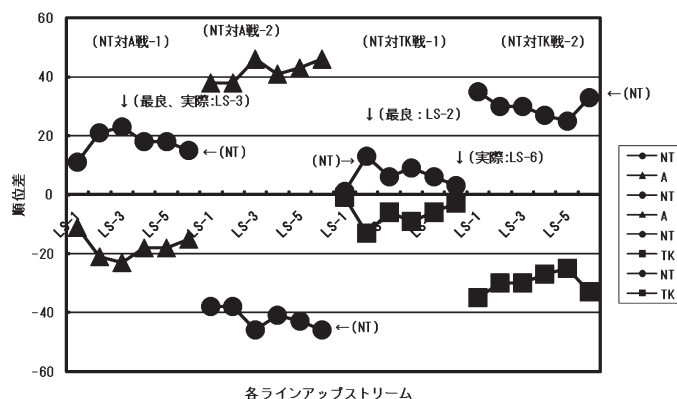 60
40
20
0
-20
-40
-60
順位差
(NT対A戦-1)
(NT対A戦-2)
(NT対TK戦-1)
(NT対TK戦-2)
↓(最良、実際:LS-3)
←(NT)
←(NT)
(NT)→
↓(最良:LS-2)
↓(実際:LS-6)
←(NT)
LS-1
LS-3
LS-5
LS-1
LS-3
LS-5
LS-1
LS-3
LS-5
LS-1
LS-3
LS-5
各ラインアップストリーム
NT
A
NT
A
NT
TK
NT
TK